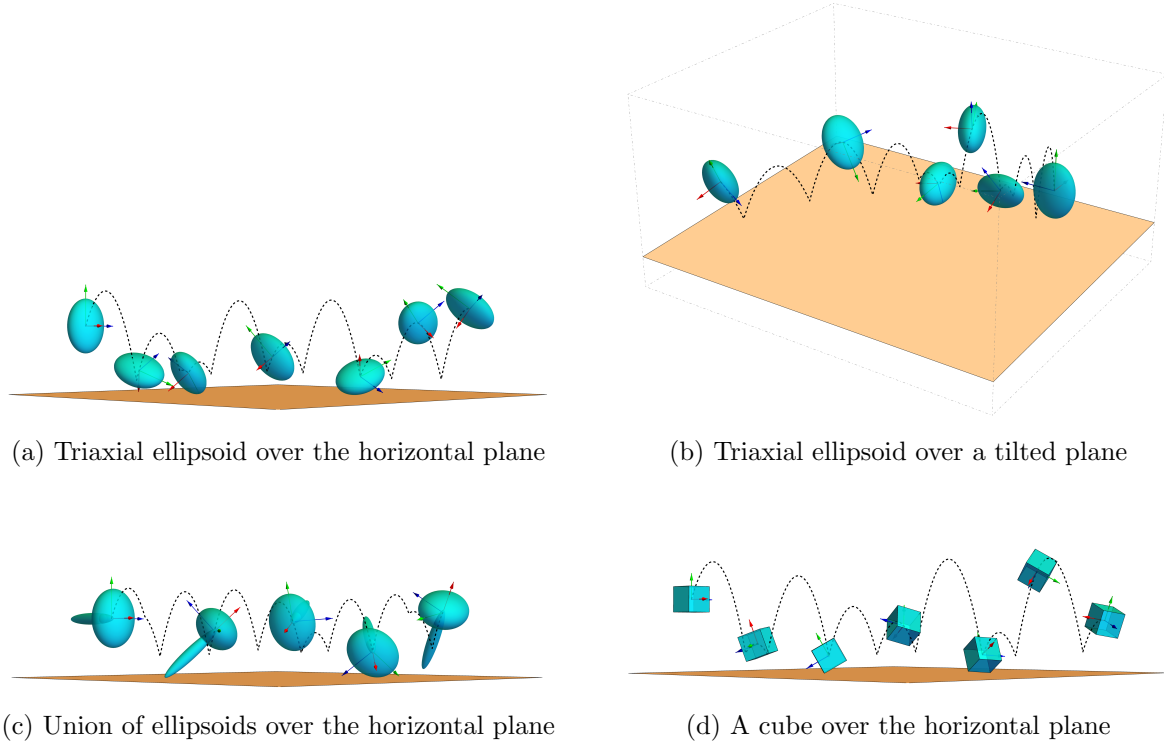 (a) Triaxial ellipsoid over the horizontal plane
(b) Triaxial ellipsoid over a tilted plane
(c) Union of ellipsoids over the horizontal plane
(d) A cube over the horizontal plane